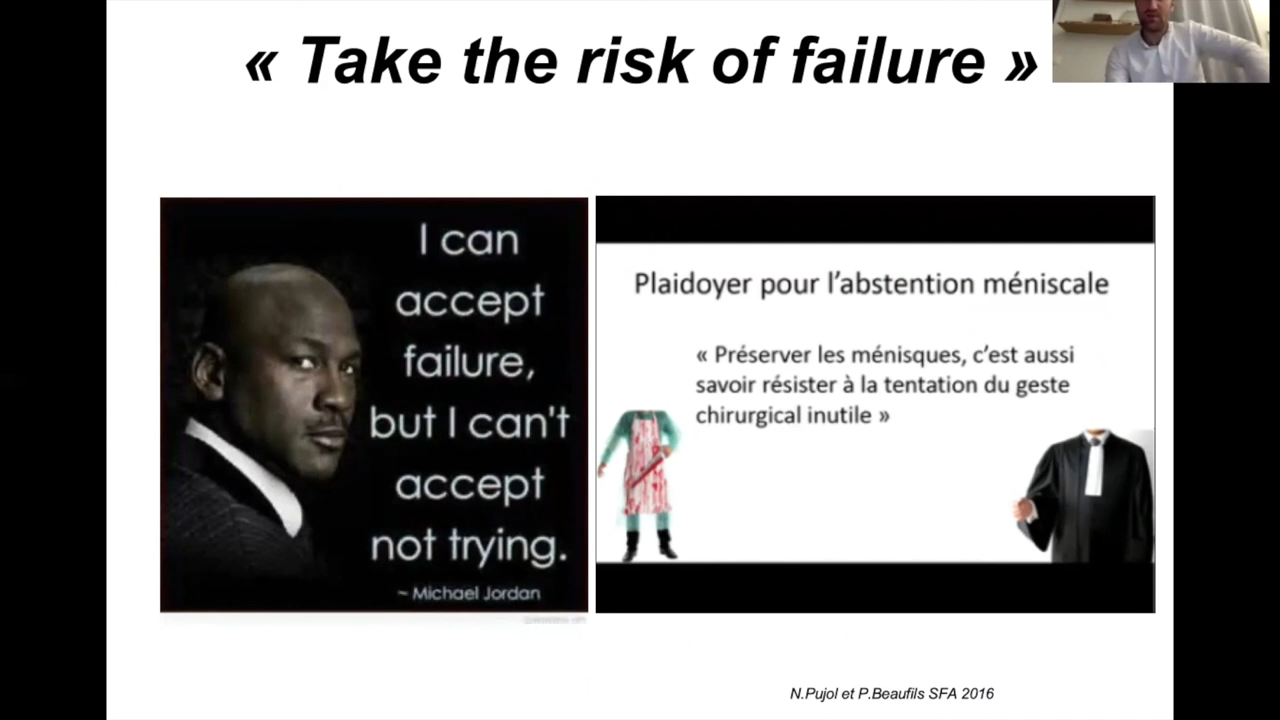 « Take the risk of failure »
I can
accept
failure,
but I can't
accept
not trying.
~ Michael Jordan
Plaidoyer pour l’abstention méniscale
« Préserver les ménisques, c’est aussi
savoir résister à la tentation du geste
chirurgical inutile »
N.Pujol et P.Beaufils SFA 2016